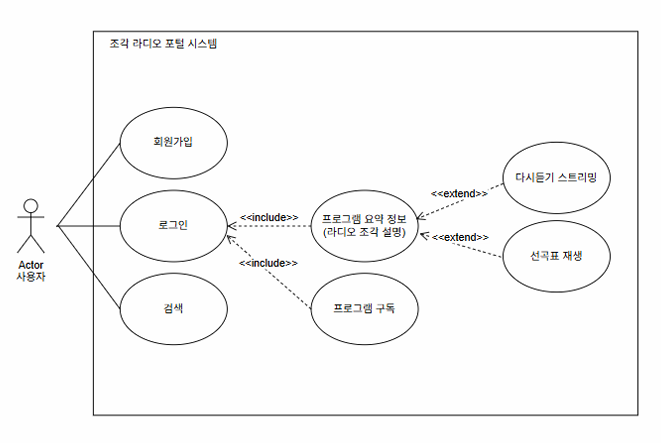 조각 라디오 포털 시스템
회원가입
다시듣기 스트리밍
<<extend>>
로그인
<<include>>
프로그램 요약 정보
(라디오 조각 설명)
<<extend>>
선곡표 재생
Actor
사용자
<<include>>
검색
프로그램 구독